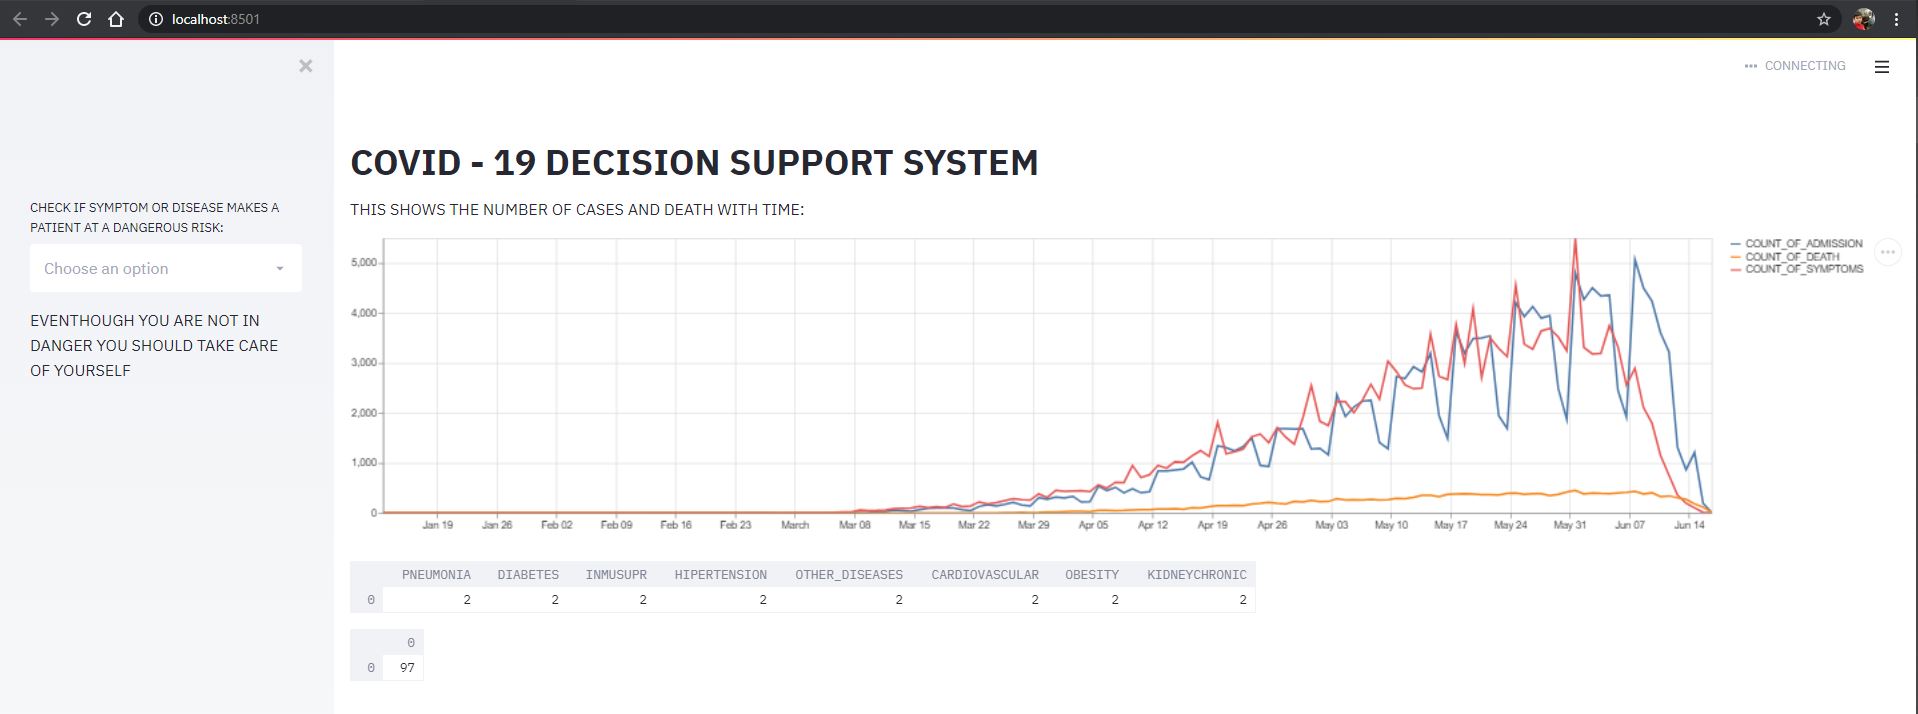 localhost:8501
CONNECTING
CHECK IF SYMPTOM OR DISEASE MAKES A
PATIENT AT A DANGEROUS RISK:
Choose an option
EVENTHOUGH YOU ARE NOT IN
DANGER YOU SHOULD TAKE CARE
OF YOURSELF
COVID - 19 DECISION SUPPORT SYSTEM
THIS SHOWS THE NUMBER OF CASES AND DEATH WITH TIME:
COUNT_OF_ADMISSION
COUNT_OF_DEATH
COUNT_OF_SYMPTOMS
5,000
4,000
3,000
2,000
1,000
0
Jan 19 Jan 26 Feb 02 Feb 09 Feb 16 Feb 23 March Mar 08 Mar 15 Mar 22 Mar 29 Apr 05 Apr 12 Apr 19 Apr 26 May 03 May 10 May 17 May 24 May 31 Jun 07 Jun 14
PNEUMONIA DIABETES INMUSUPR HIPERTENSION OTHER_DISEASES CARDIOVASCULAR OBESITY KIDNEYCHRONIC
0 2 2 2 2 2 2 2 2
0
0 97